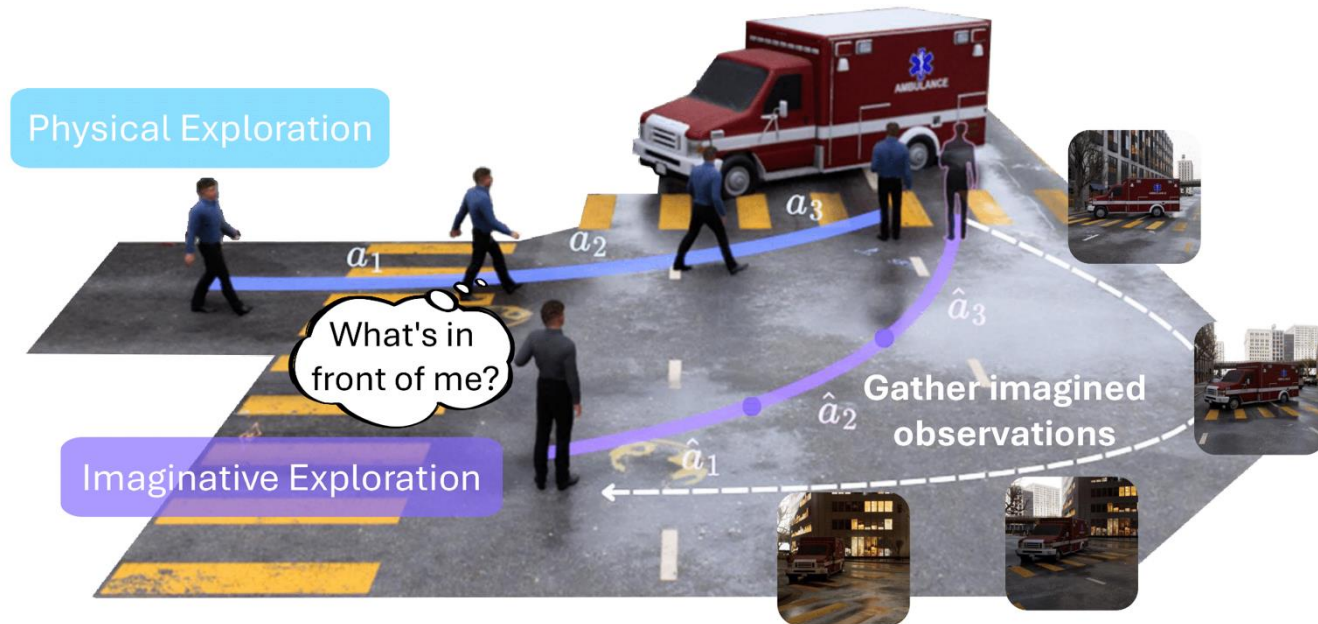 AMBULANCE
Physical Exploration
a₁
a₂
a₃
What's in
front of me?
â₃
Gather imagined
observations
â₂
â₁
Imaginative Exploration